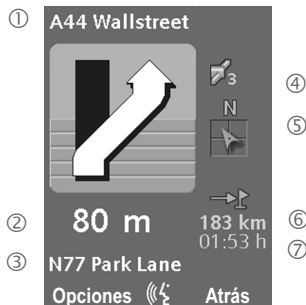 ① A44 Wallstreet
3 ④
N ⑤
② 80 m
183 km ⑥
01:53 h ⑦
③ N77 Park Lane
Opciones Atrás